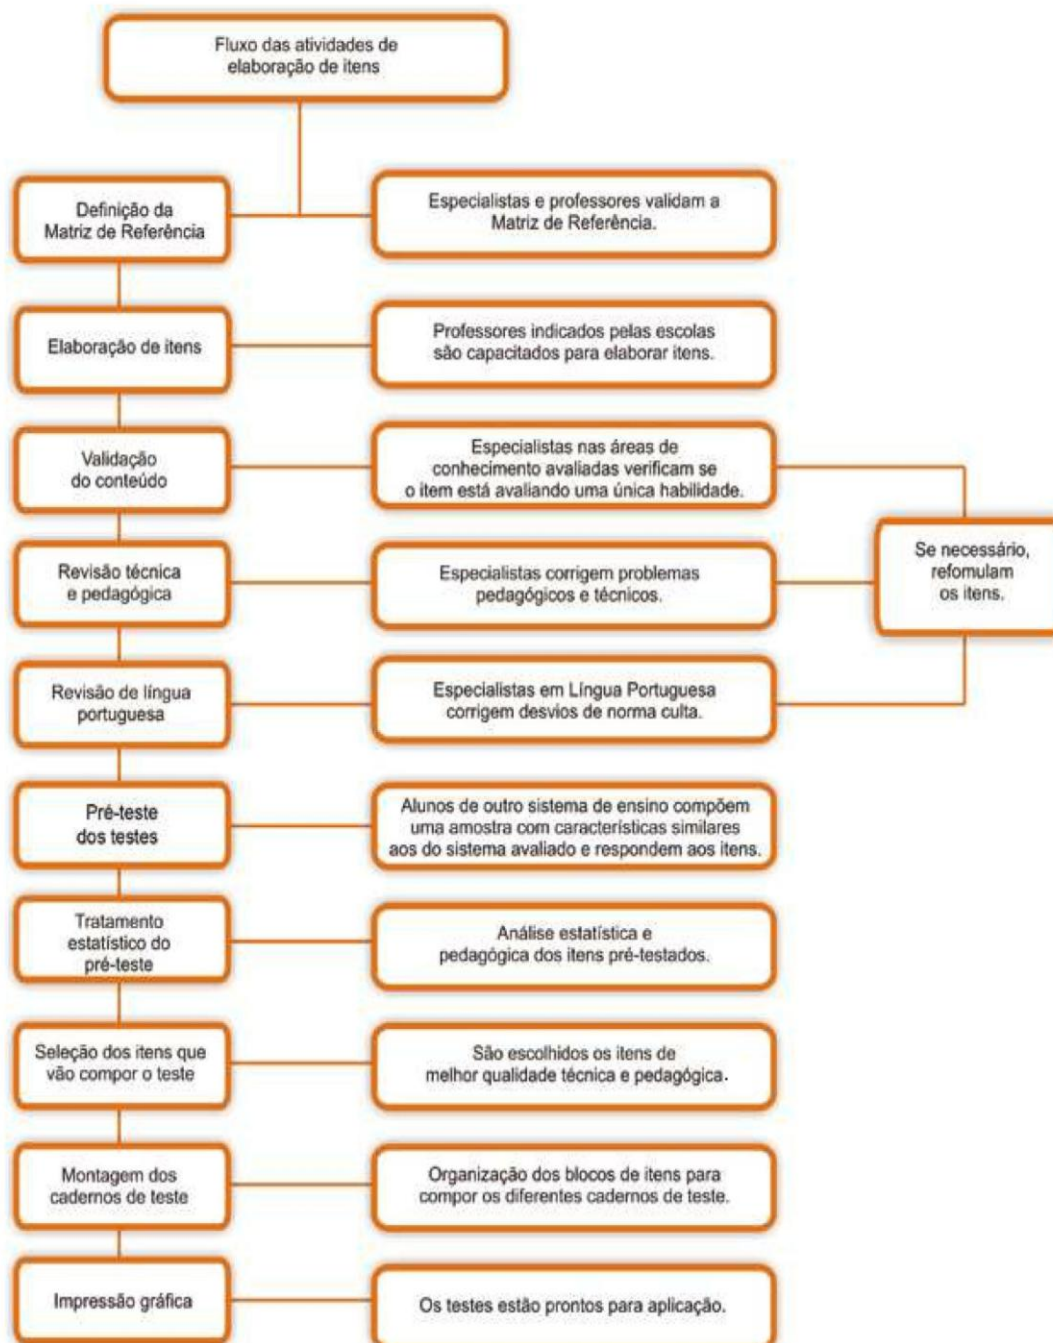 Fluxo das atividades de
elaboração de itens
Definição da
Matriz de Referência
Especialistas e professores validam a
Matriz de Referência.
Elaboração de itens
Professores indicados pelas escolas
são capacitados para elaborar itens.
Validação
do conteúdo
Especialistas nas áreas de
conhecimento avaliadas verificam se
o item está avaliando uma única habilidade.
Se necessário,
refomulam
os itens.
Revisão técnica
e pedagógica
Especialistas corrigem problemas
pedagógicos e técnicos.
Revisão de língua
portuguesa
Especialistas em Língua Portuguesa
corrigem desvios de norma culta.
Pré-teste
dos testes
Alunos de outro sistema de ensino compõem
uma amostra com características similares
aos do sistema avaliado e respondem aos itens.
Tratamento
estatístico do
pré-teste
Análise estatística e
pedagógica dos itens pré-testados.
Seleção dos itens que
vão compor o teste
São escolhidos os itens de
melhor qualidade técnica e pedagógica.
Montagem dos
cadernos de teste
Organização dos blocos de itens para
compor os diferentes cadernos de teste.
Impressão gráfica
Os testes estão prontos para aplicação.